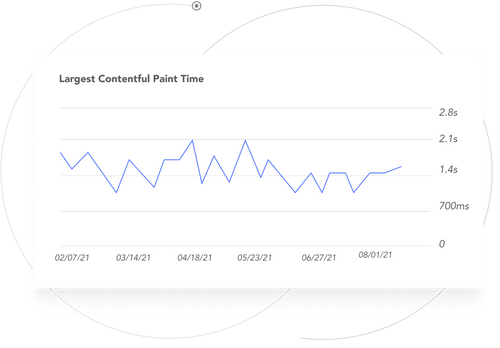 Largest Contentful Paint Time
2.8s
2.1s
1.4s
700ms
0
02/07/21 03/14/21 04/18/21 05/23/21 06/27/21 08/01/21